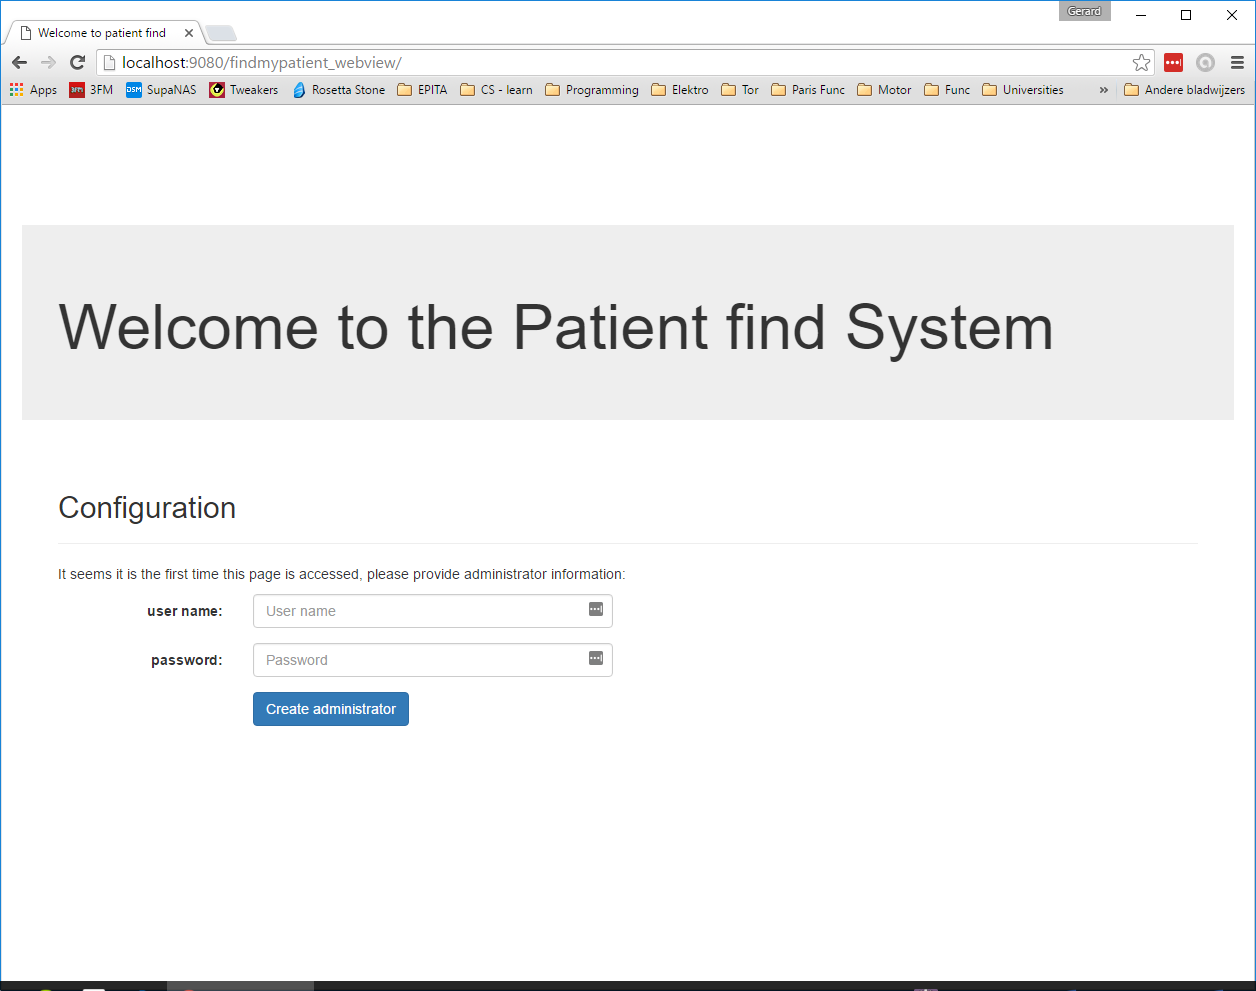 Gerard
Welcome to patient find
localhost:9080/findmypatient_webview/
Apps 3FM 3FM DSM SupaNAS Tweakers Rosetta Stone EPITA CS - learn Programming Elektro Tor Paris Func Motor Func Universities » Andere bladwijzers
Welcome to the Patient find System
Configuration
It seems it is the first time this page is accessed, please provide administrator information:
user name: User name
password: Password
Create administrator